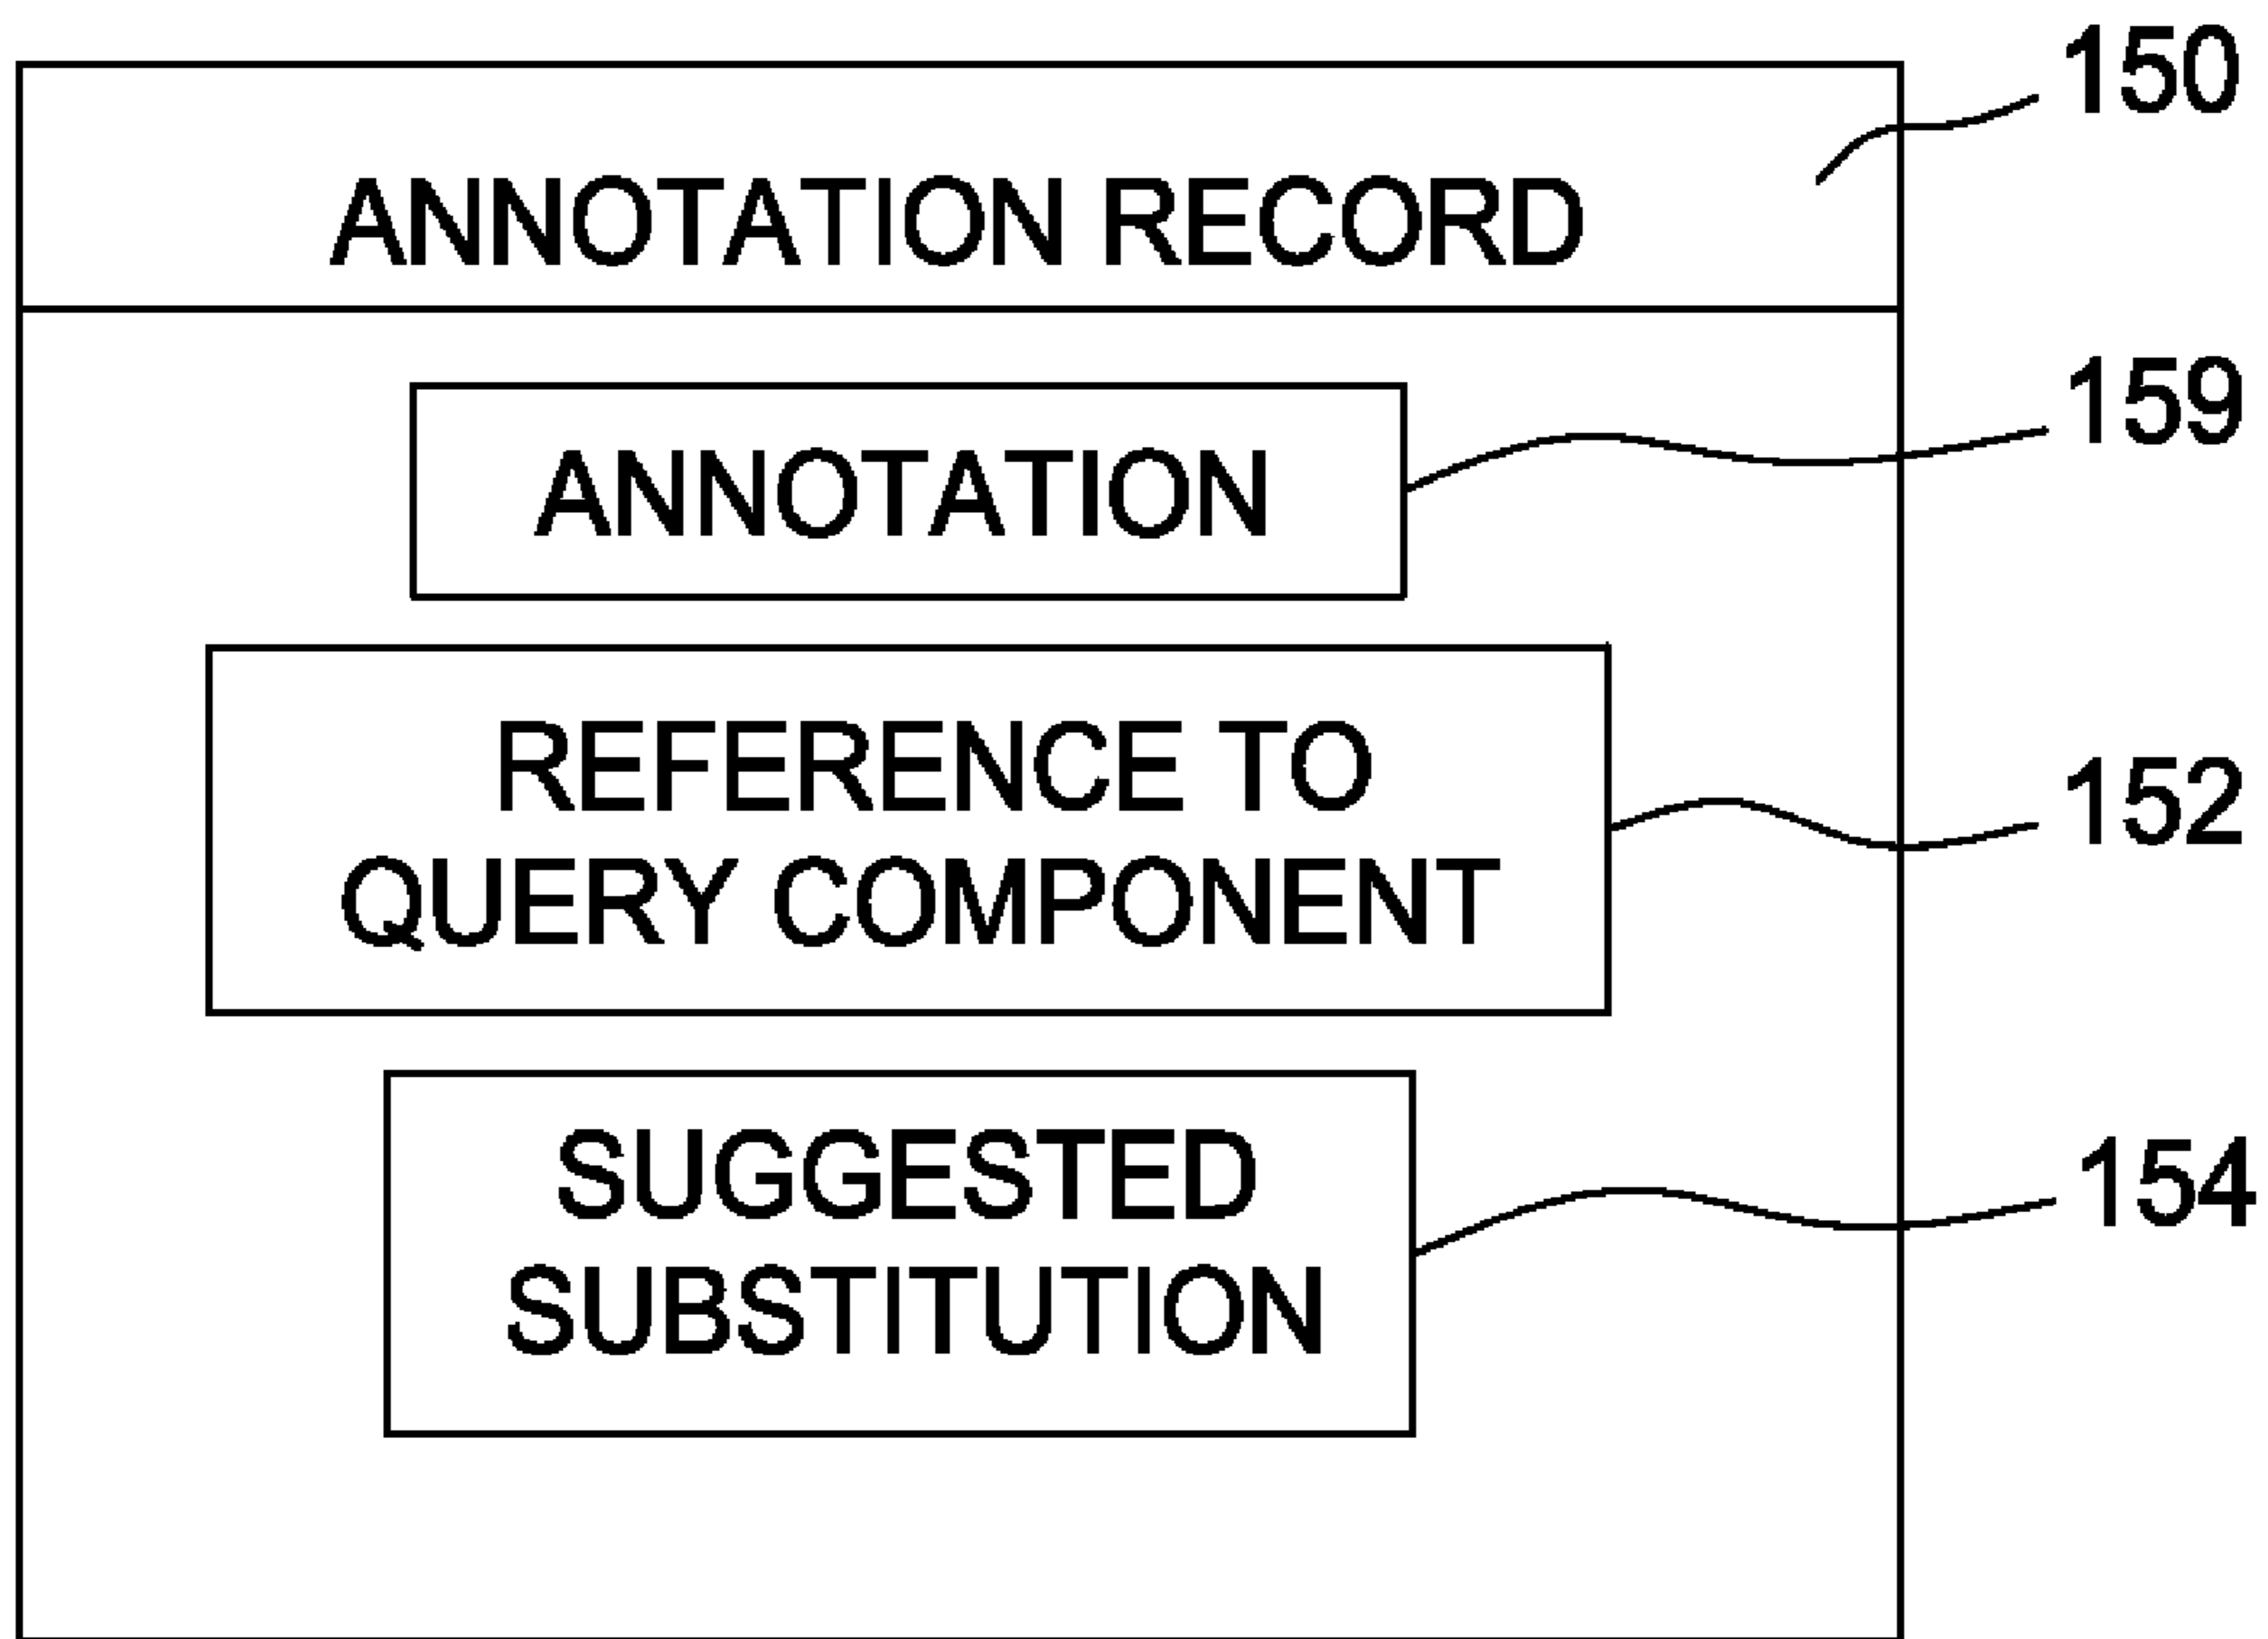 150
ANNOTATION RECORD
159
ANNOTATION
REFERENCE TO
152
QUERY COMPONENT
SUGGESTED
154
SUBSTITUTION